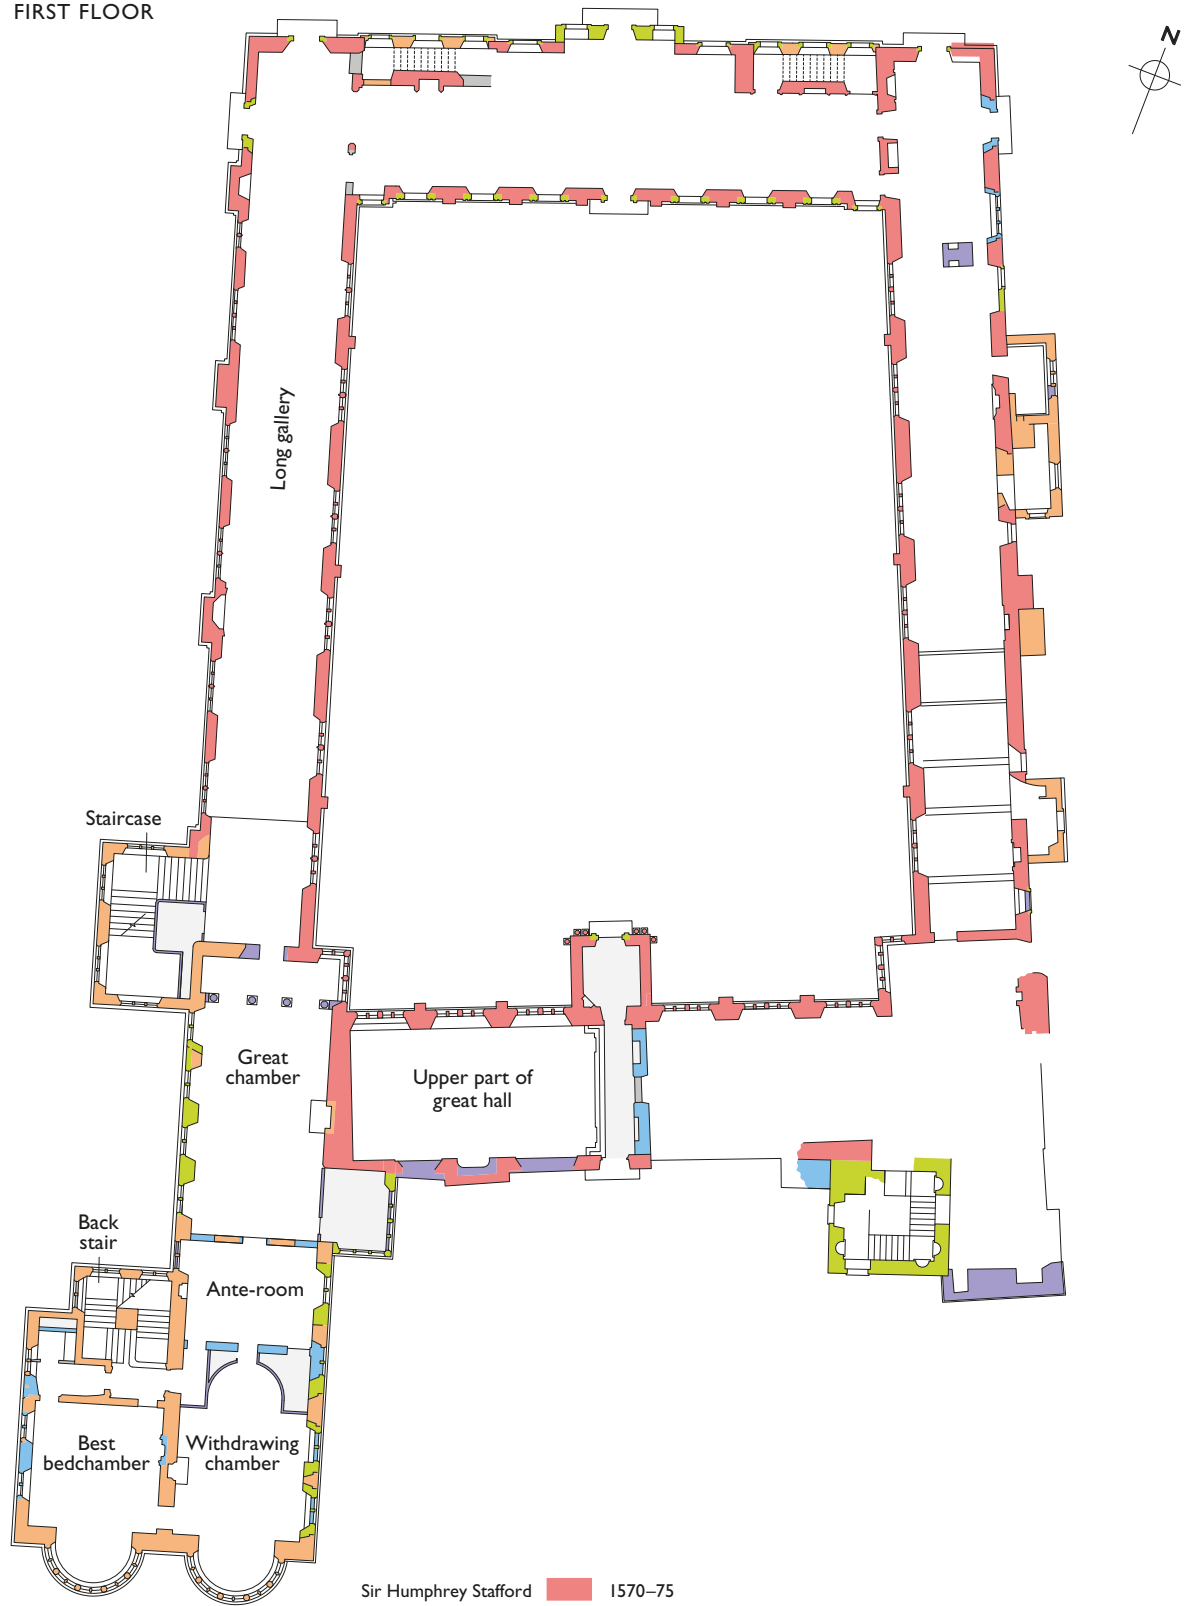 FIRST FLOOR
N
Long gallery
Staircase
Great
chamber
Upper part of
great hall
Back
stair
Ante-room
Best
bedchamber
Withdrawing
chamber
Sir Humphrey Stafford 1570–75